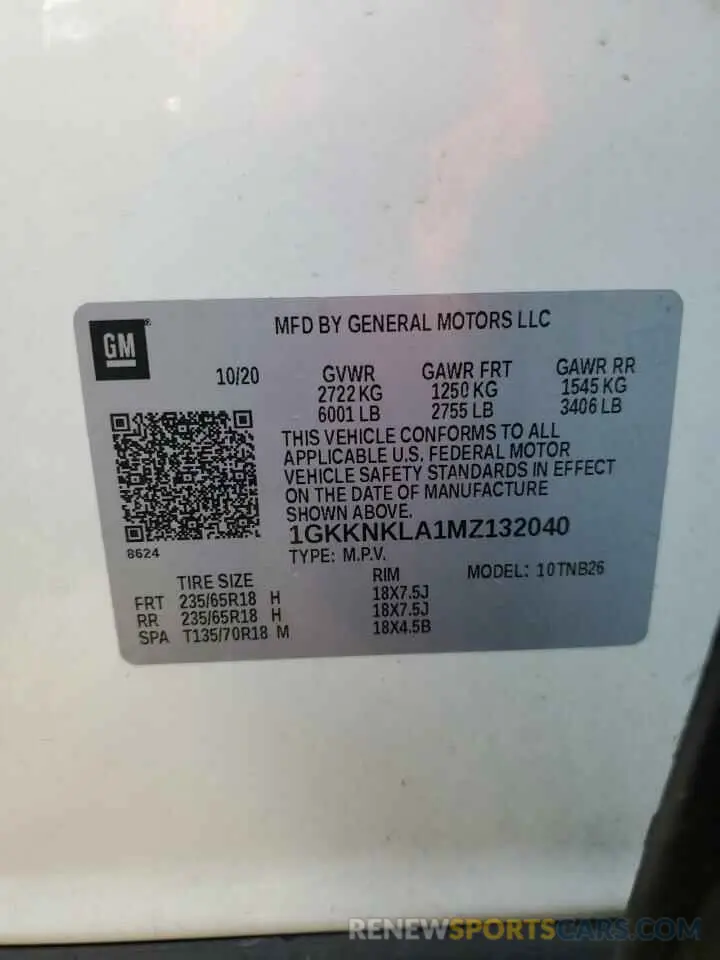 GM ®
MFD BY GENERAL MOTORS LLC
10/20
GVWR GAWR FRT GAWR RR
2722 KG 1250 KG 1545 KG
6001 LB 2755 LB 3406 LB
THIS VEHICLE CONFORMS TO ALL
APPLICABLE U.S. FEDERAL MOTOR
VEHICLE SAFETY STANDARDS IN EFFECT
ON THE DATE OF MANUFACTURE
SHOWN ABOVE.
1GKKNKLA1MZ132040
8624
TYPE: M.P.V.
TIRE SIZE RIM MODEL: 10TNB26
FRT 235/65R18 H 18X7.5J
RR 235/65R18 H 18X7.5J
SPA T135/70R18 M 18X4.5B
RENEWSPORTSCARS.COM